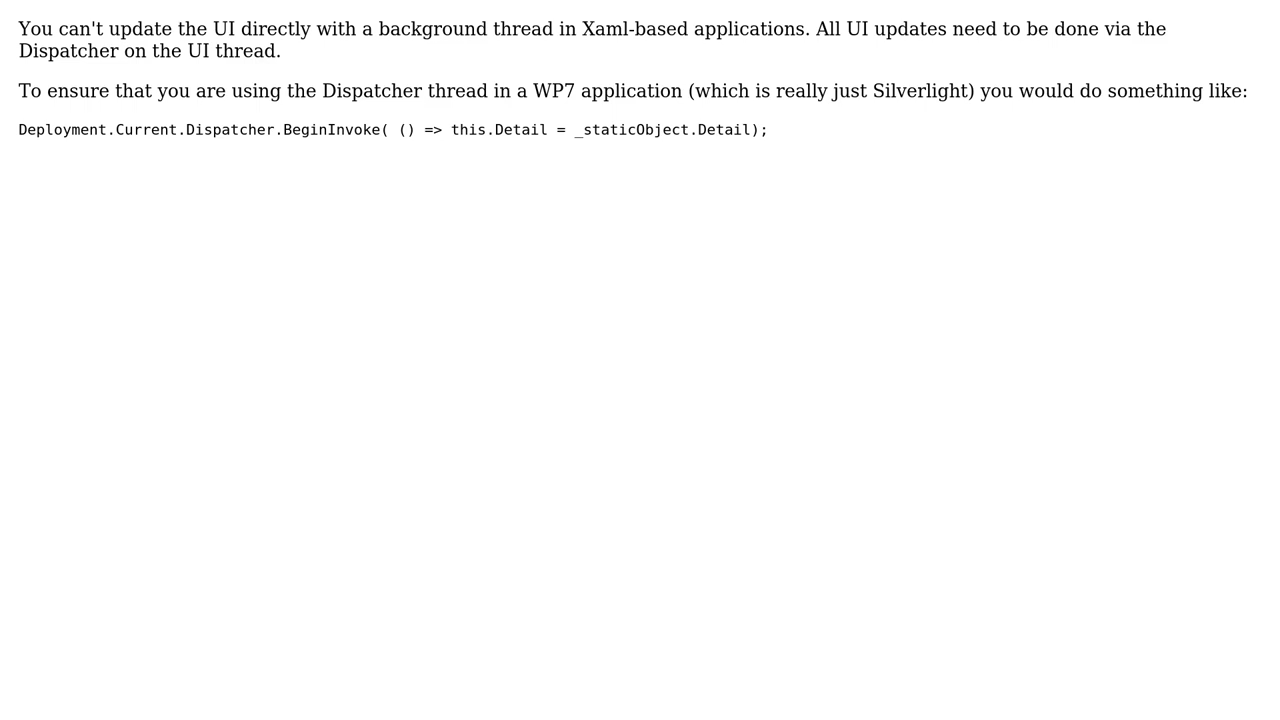 You can't update the UI directly with a background thread in Xaml-based applications. All UI updates need to be done via the
Dispatcher on the UI thread.
To ensure that you are using the Dispatcher thread in a WP7 application (which is really just Silverlight) you would do something like:
Deployment.Current.Dispatcher.BeginInvoke( () => this.Detail = _staticObject.Detail);